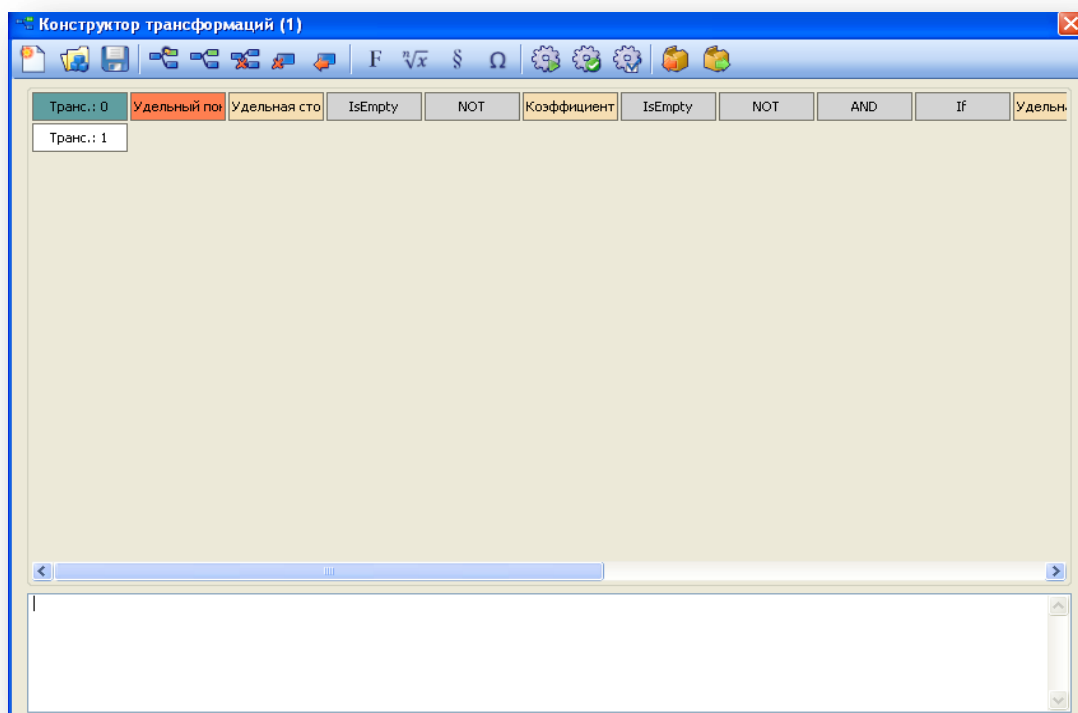 Конструктор трансформаций (1)
F ⁿ√x § Ω
Транс.: 0 Удельный пок Удельная сто IsEmpty NOT Коэффициент IsEmpty NOT AND If Удельн
Транс.: 1